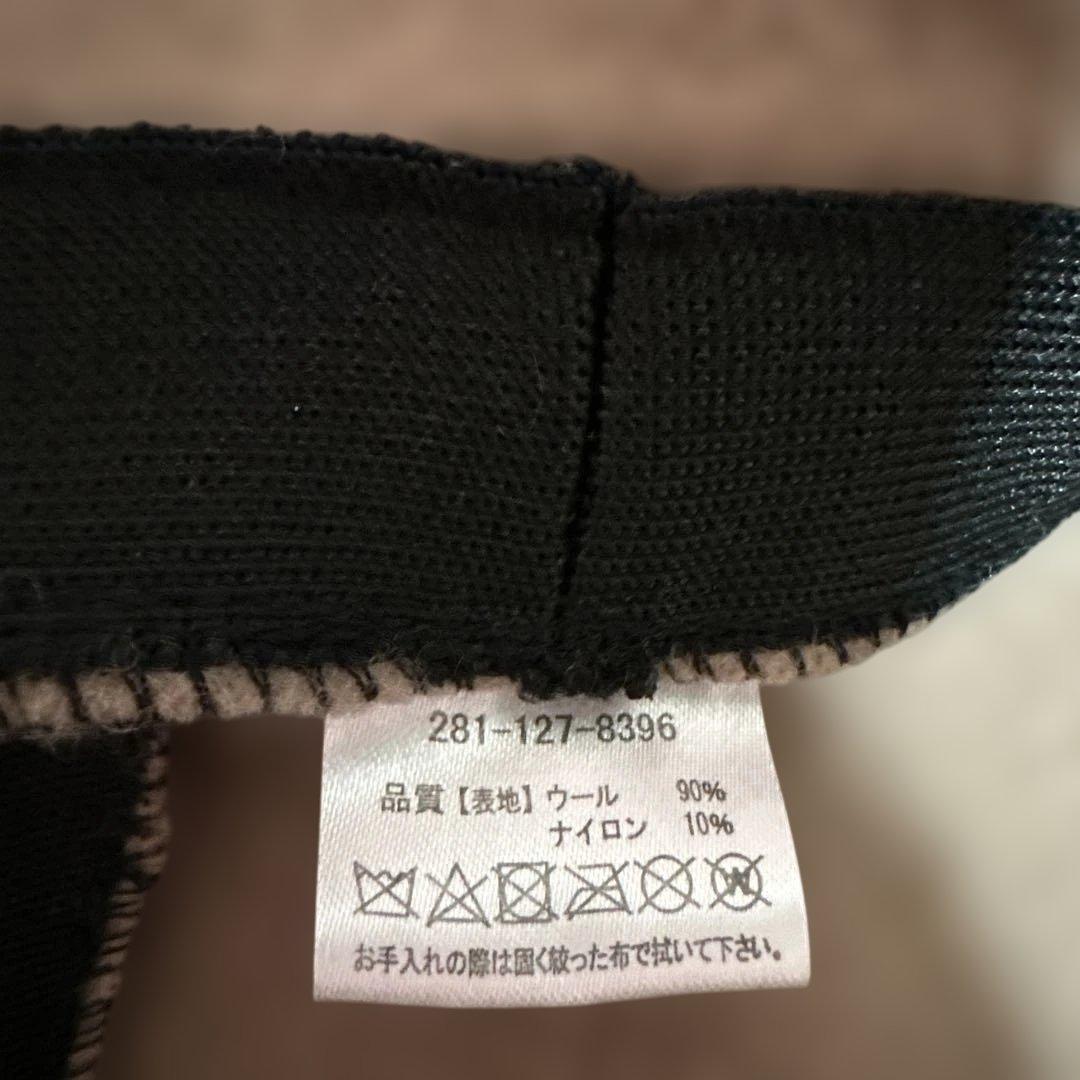 281-127-8396
品質【表地】ウール 90%
ナイロン 10%
お手入れの際は固く絞った布で拭いて下さい。